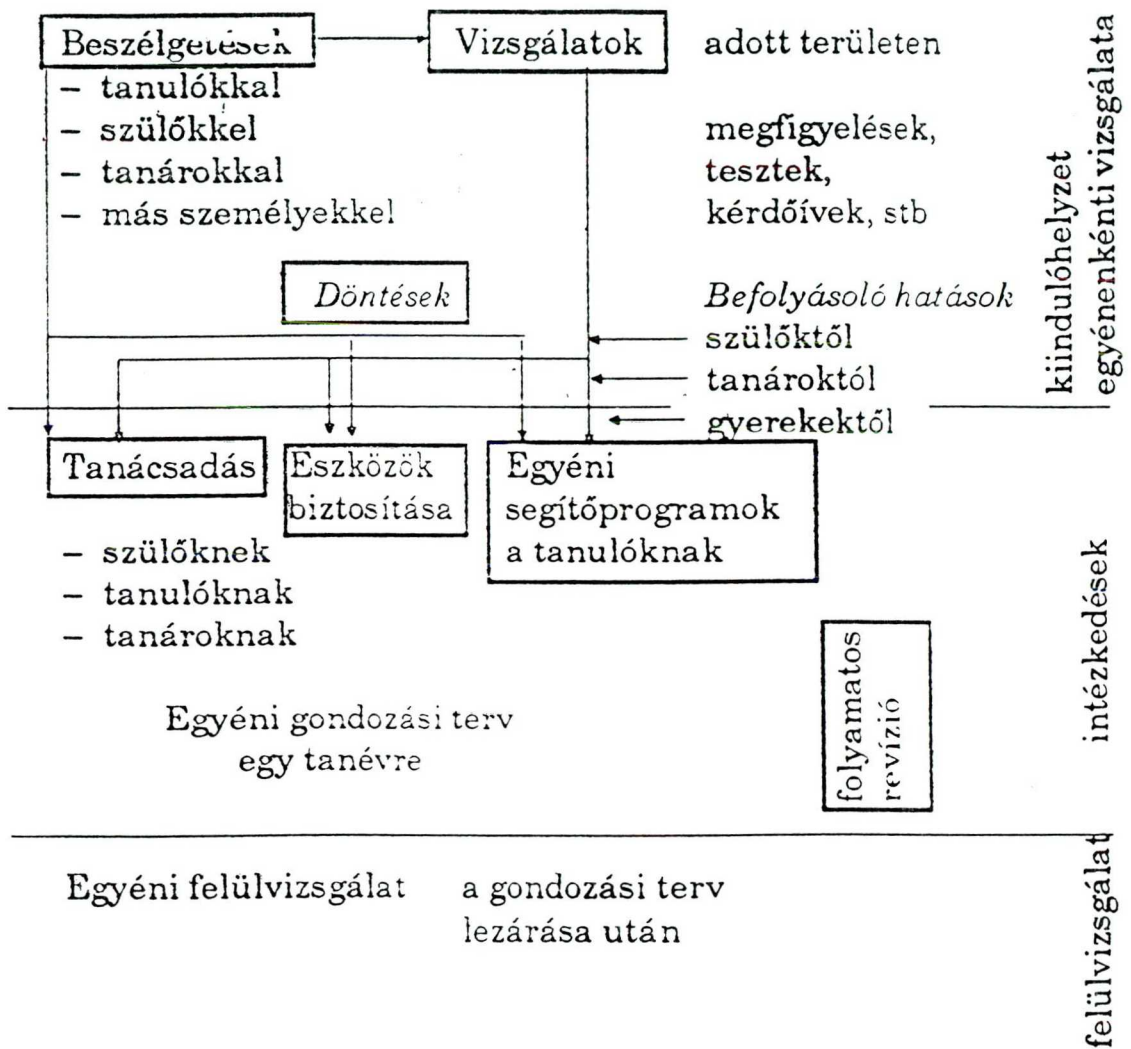 Beszélgetések
Vizsgálatok
adott területen
– tanulókkal
– szülőkkel
– tanárokkal
– más személyekkel
megfigyelések,
tesztek,
kérdőívek, stb
kiindulóhelyzet
egyénenkénti vizsgálata
Döntések
Befolyásoló hatások
szülőktől
tanároktól
gyerekektől
Tanácsadás
Eszközök
biztosítása
Egyéni
segítőprogramok
a tanulóknak
– szülőknek
– tanulóknak
– tanároknak
Egyéni gondozási terv
egy tanévre
folyamatos
revízió
intézkedések
Egyéni felülvizsgálat
a gondozási terv
lezárása után
felülvizsgálat